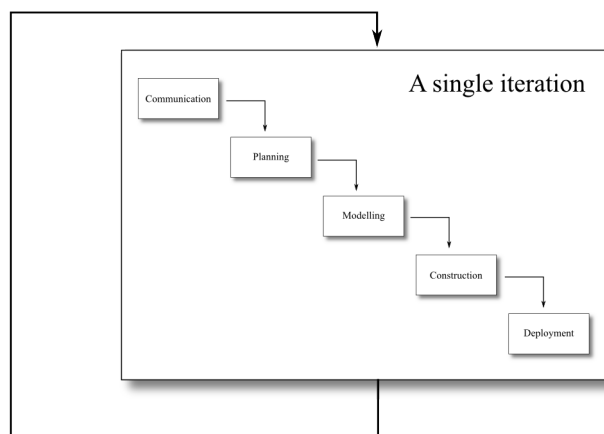 A single iteration
Communication
Planning
Modelling
Construction
Deployment